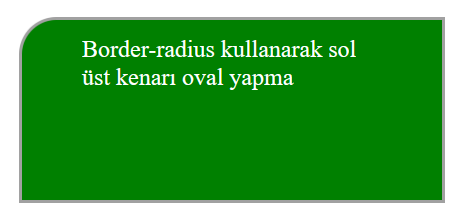 Border-radius kullanarak sol
üst kenarı oval yapma